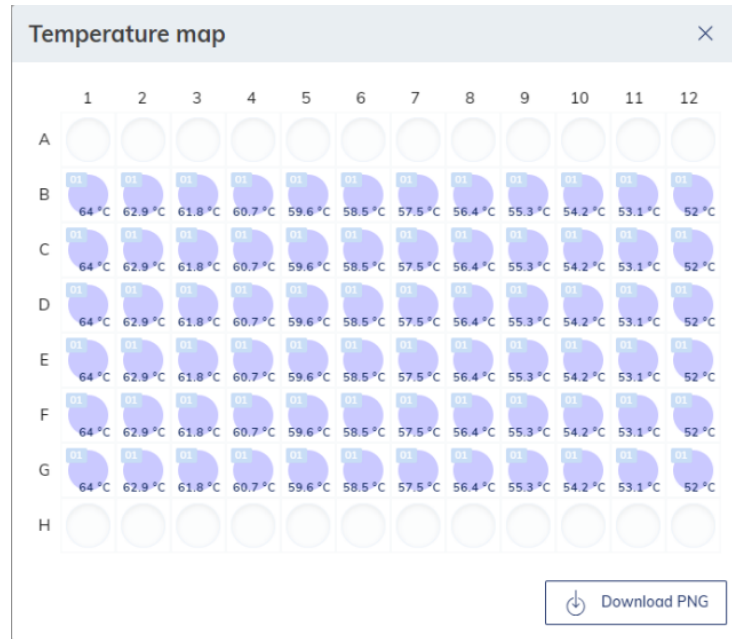 Temperature map
1 2 3 4 5 6 7 8 9 10 11 12
A
01 01 01 01 01 01 01 01 01 01 01 01
B
64 °C 62.9 °C 61.8 °C 60.7 °C 59.6 °C 58.5 °C 57.5 °C 56.4 °C 55.3 °C 54.2 °C 53.1 °C 52 °C
01 01 01 01 01 01 01 01 01 01 01 01
C
64 °C 62.9 °C 61.8 °C 60.7 °C 59.6 °C 58.5 °C 57.5 °C 56.4 °C 55.3 °C 54.2 °C 53.1 °C 52 °C
01 01 01 01 01 01 01 01 01 01 01 01
D
64 °C 62.9 °C 61.8 °C 60.7 °C 59.6 °C 58.5 °C 57.5 °C 56.4 °C 55.3 °C 54.2 °C 53.1 °C 52 °C
01 01 01 01 01 01 01 01 01 01 01 01
E
64 °C 62.9 °C 61.8 °C 60.7 °C 59.6 °C 58.5 °C 57.5 °C 56.4 °C 55.3 °C 54.2 °C 53.1 °C 52 °C
01 01 01 01 01 01 01 01 01 01 01 01
F
64 °C 62.9 °C 61.8 °C 60.7 °C 59.6 °C 58.5 °C 57.5 °C 56.4 °C 55.3 °C 54.2 °C 53.1 °C 52 °C
01 01 01 01 01 01 01 01 01 01 01 01
G
64 °C 62.9 °C 61.8 °C 60.7 °C 59.6 °C 58.5 °C 57.5 °C 56.4 °C 55.3 °C 54.2 °C 53.1 °C 52 °C
H
Download PNG